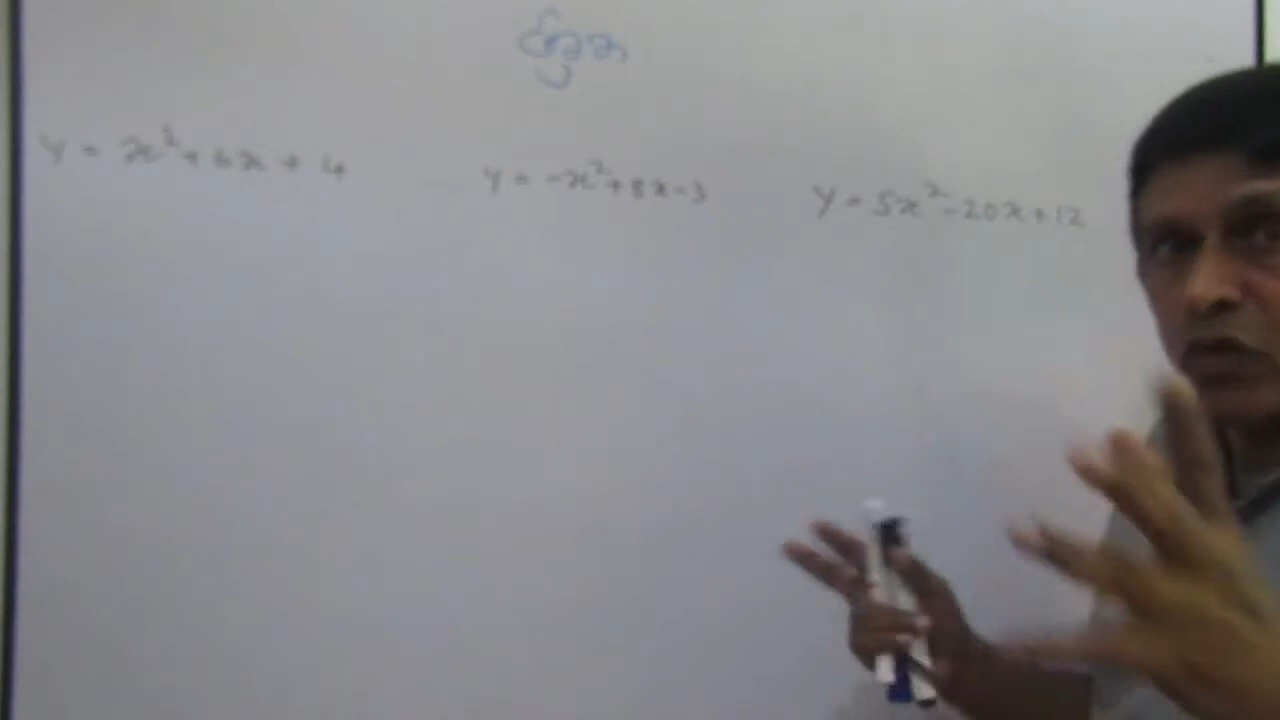 y = x² + 6x + 4
y = -x² + 8x - 3
y = 5x² - 20x + 12